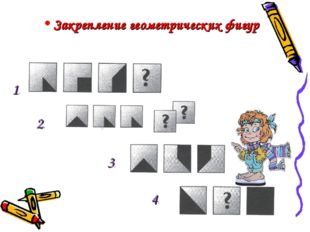 • Закрепление геометрических фигур
1 ?
2 ? ?
3
4 ?